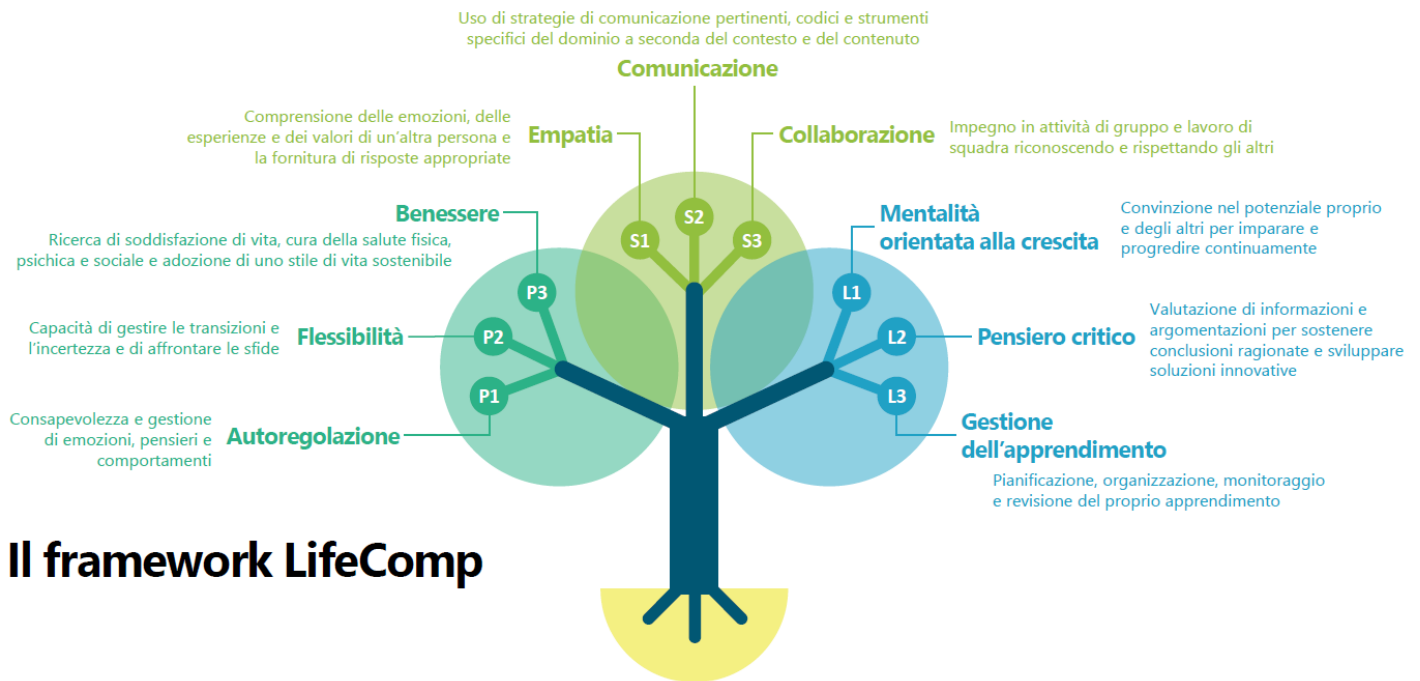 Uso di strategie di comunicazione pertinenti, codici e strumenti
specifici del dominio a seconda del contesto e del contenuto
Comunicazione
Comprensione delle emozioni, delle
esperienze e dei valori di un'altra persona e
la fornitura di risposte appropriate
Empatia
Collaborazione
Impegno in attività di gruppo e lavoro di
squadra riconoscendo e rispettando gli altri
Benessere
Ricerca di soddisfazione di vita, cura della salute fisica,
psichica e sociale e adozione di uno stile di vita sostenibile
S1
S2
S3
Mentalità
orientata alla crescita
Convinzione nel potenziale proprio
e degli altri per imparare e
progredire continuamente
P3
L1
Capacità di gestire le transizioni e
l'incertezza e di affrontare le sfide
Flessibilità
P2
L2
Pensiero critico
Valutazione di informazioni e
argomentazioni per sostenere
conclusioni ragionate e sviluppare
soluzioni innovative
P1
L3
Consapevolezza e gestione
di emozioni, pensieri e
comportamenti
Autoregolazione
Gestione
dell'apprendimento
Pianificazione, organizzazione, monitoraggio
e revisione del proprio apprendimento
Il framework LifeComp